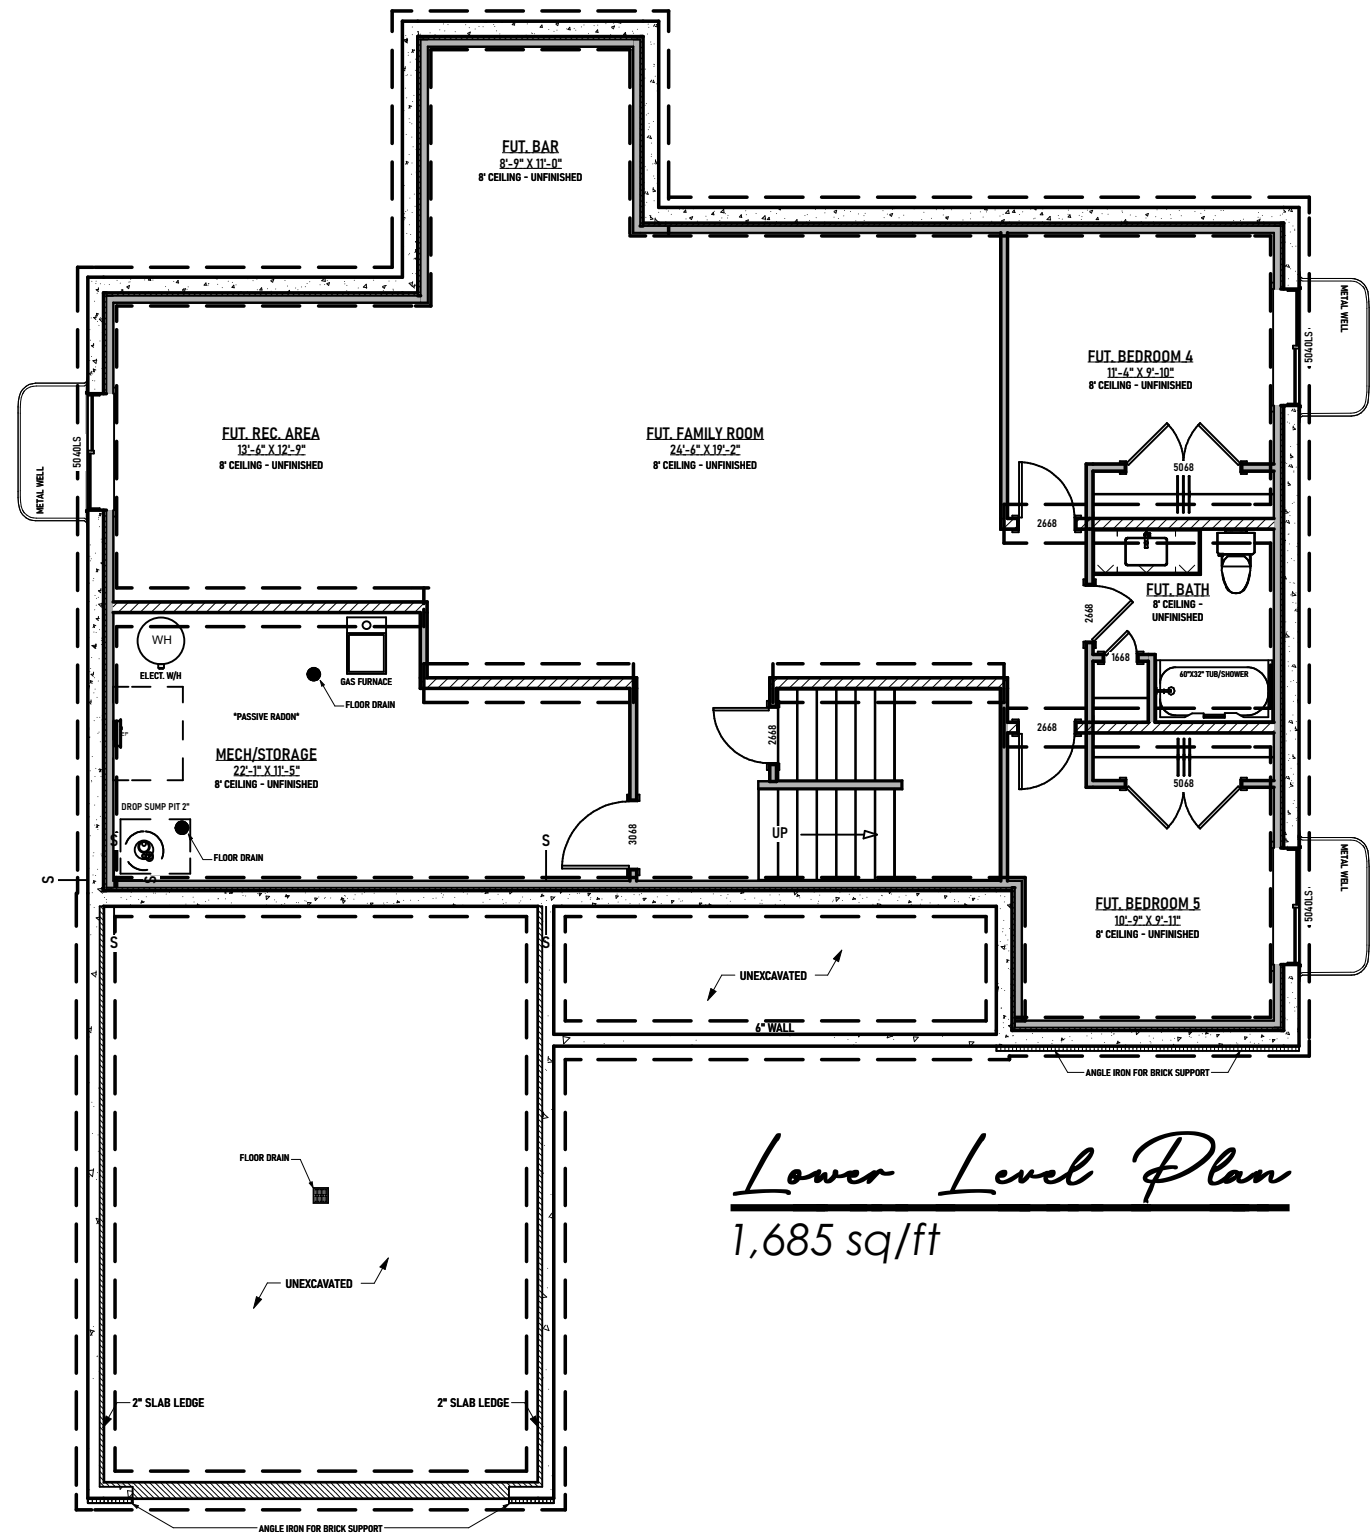 FUT. BAR
8'-9" X 11'-0"
8' CEILING - UNFINISHED
METAL WELL
5040LS
FUT. BEDROOM 4
11'-4" X 9'-10"
8' CEILING - UNFINISHED
FUT. REC. AREA
13'-6" X 12'-9"
8' CEILING - UNFINISHED
FUT. FAMILY ROOM
24'-6" X 19'-2"
8' CEILING - UNFINISHED
5040LS
METAL WELL
5068
2668
FUT. BATH
8' CEILING -
UNFINISHED
2668
1668
60"X32" TUB/SHOWER
WH
ELECT. W/H
GAS FURNACE
FLOOR DRAIN
"PASSIVE RADON"
MECH/STORAGE
22'-1" X 11'-5"
8' CEILING - UNFINISHED
2668
2668
5068
DROP SUMP PIT 2"
FLOOR DRAIN
S
S
3068
UP
S
S
METAL WELL
5040LS
FUT. BEDROOM 5
10'-9" X 9'-11"
8' CEILING - UNFINISHED
S
S
UNEXCAVATED
6" WALL
ANGLE IRON FOR BRICK SUPPORT
FLOOR DRAIN
Lower Level Plan
1,685 sq/ft
UNEXCAVATED
2" SLAB LEDGE
2" SLAB LEDGE
ANGLE IRON FOR BRICK SUPPORT